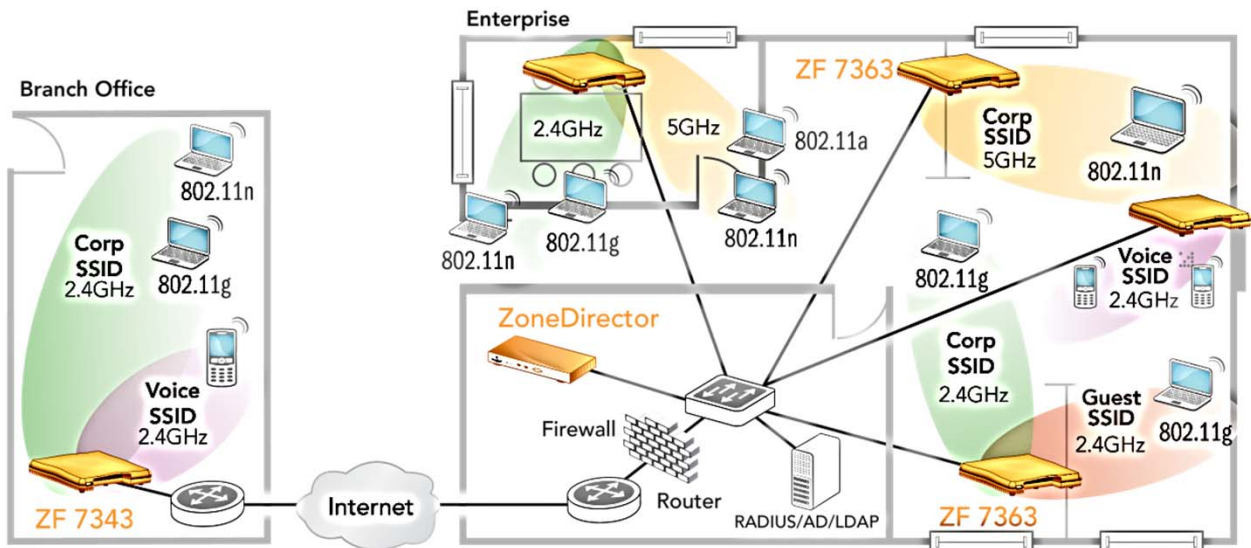 Enterprise
Branch Office
802.11n
Corp
SSID
2.4GHz
802.11g
Voice
SSID
2.4GHz
ZF 7343
Internet
2.4GHz
5GHz
802.11a
802.11n
802.11g
802.11n
ZF 7363
Corp
SSID
5GHz
802.11n
802.11g
Voice
SSID
2.4GHz
ZoneDirector
Firewall
Router
RADIUS/AD/LDAP
Corp
SSID
2.4GHz
Guest
SSID
2.4GHz
802.11g
ZF 7363